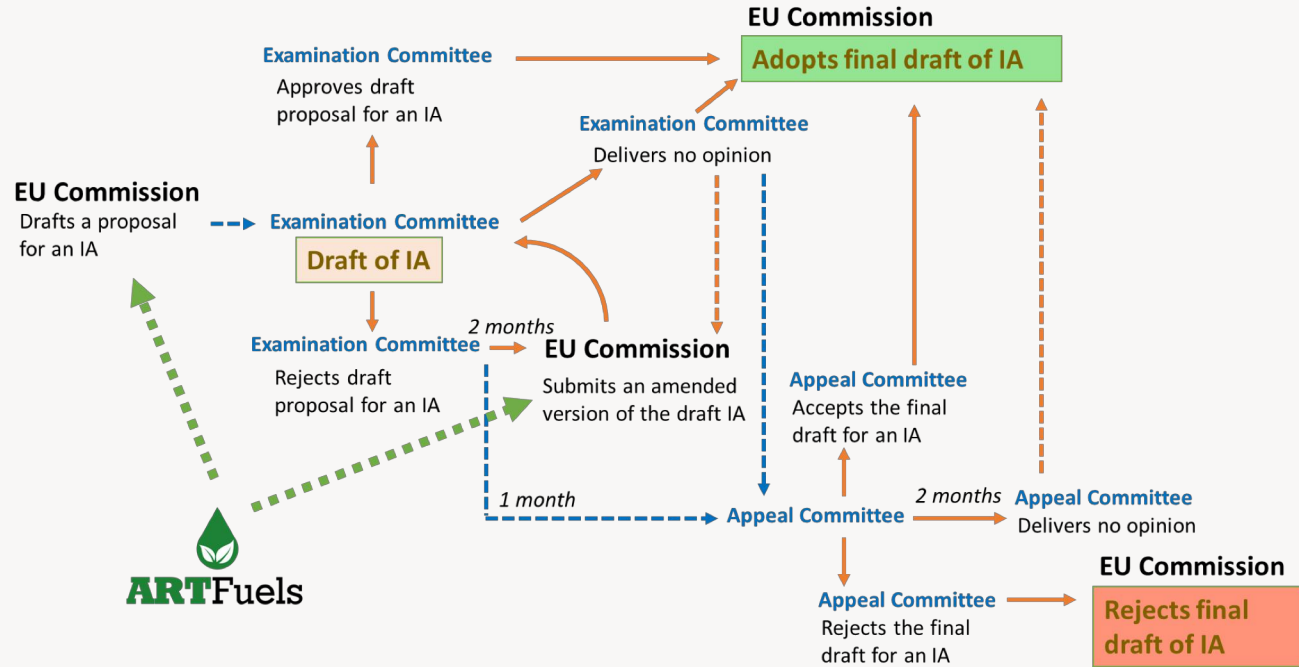 EU Commission
Adopts final draft of IA
Examination Committee
Approves draft
proposal for an IA
Examination Committee
Delivers no opinion
EU Commission
Drafts a proposal
for an IA
Examination Committee
Draft of IA
Examination Committee
2 months
Rejects draft
proposal for an IA
EU Commission
Submits an amended
version of the draft IA
Appeal Committee
Accepts the final
draft for an IA
1 month
Appeal Committee
2 months
Appeal Committee
Delivers no opinion
ARTFuels
Appeal Committee
Rejects the final
draft for an IA
EU Commission
Rejects final
draft of IA